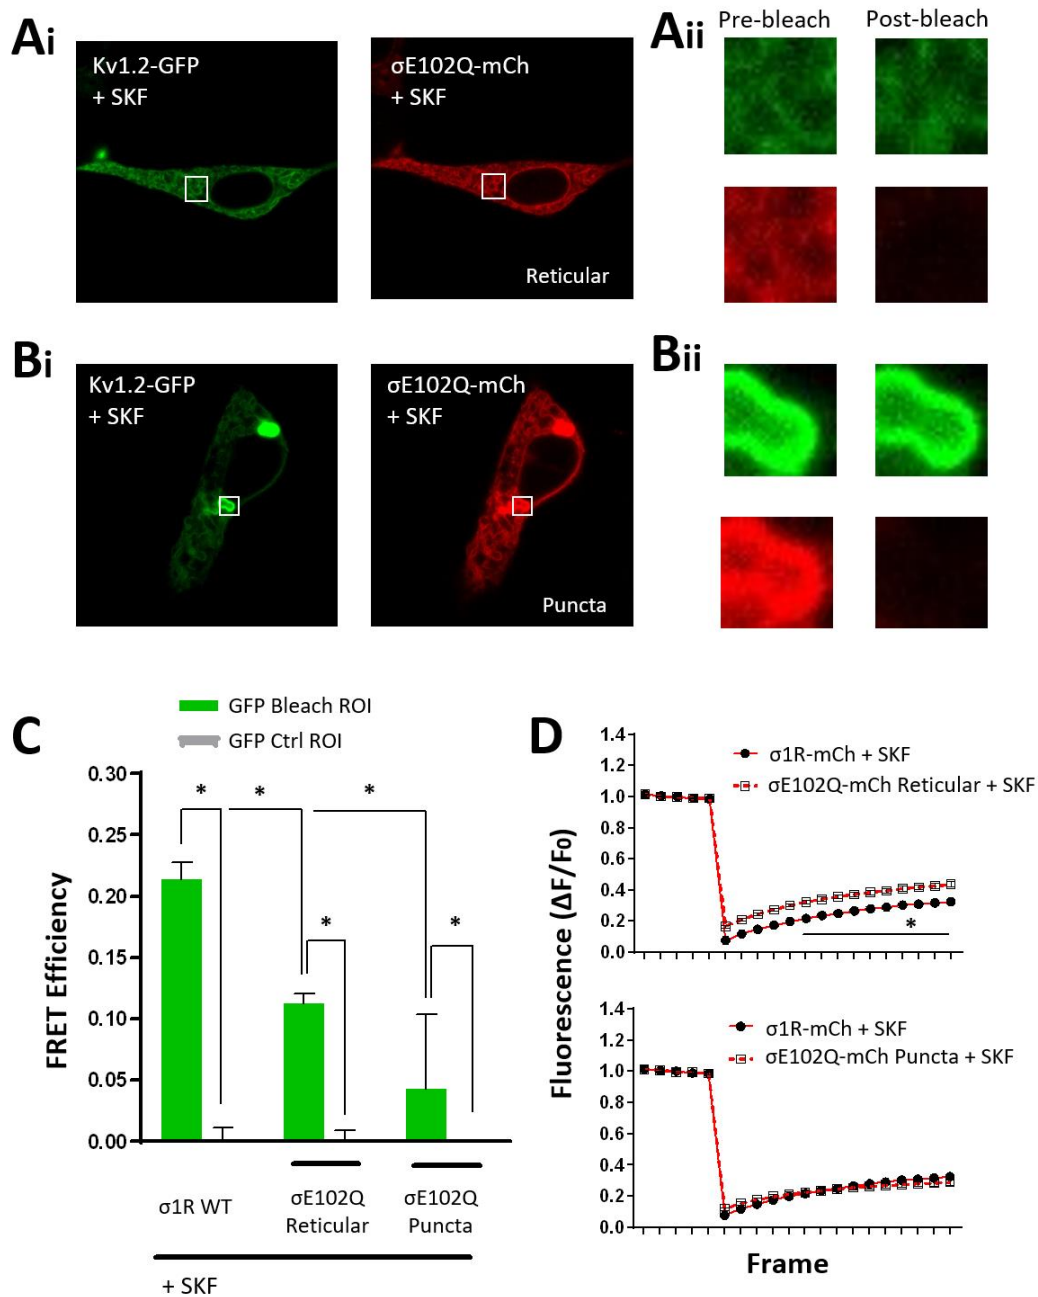 Ai
Kv1.2-GFP
+ SKF
σE102Q-mCh
+ SKF
Reticular
Aii
Pre-bleach
Post-bleach
Bi
Kv1.2-GFP
+ SKF
σE102Q-mCh
+ SKF
Puncta
Bii
C
GFP Bleach ROI
GFP Ctrl ROI
FRET Efficiency
0.30
0.25
0.20
0.15
0.10
0.05
0.00
*
*
*
*
*
σ1R WT
σE102Q
Reticular
σE102Q
Puncta
+ SKF
D
Fluorescence (ΔF/F0)
1.4
1.2
1.0
0.8
0.6
0.4
0.2
0.0
σ1R-mCh + SKF
σE102Q-mCh Reticular + SKF
*
1.4
1.2
1.0
0.8
0.6
0.4
0.2
0.0
σ1R-mCh + SKF
σE102Q-mCh Puncta + SKF
Frame